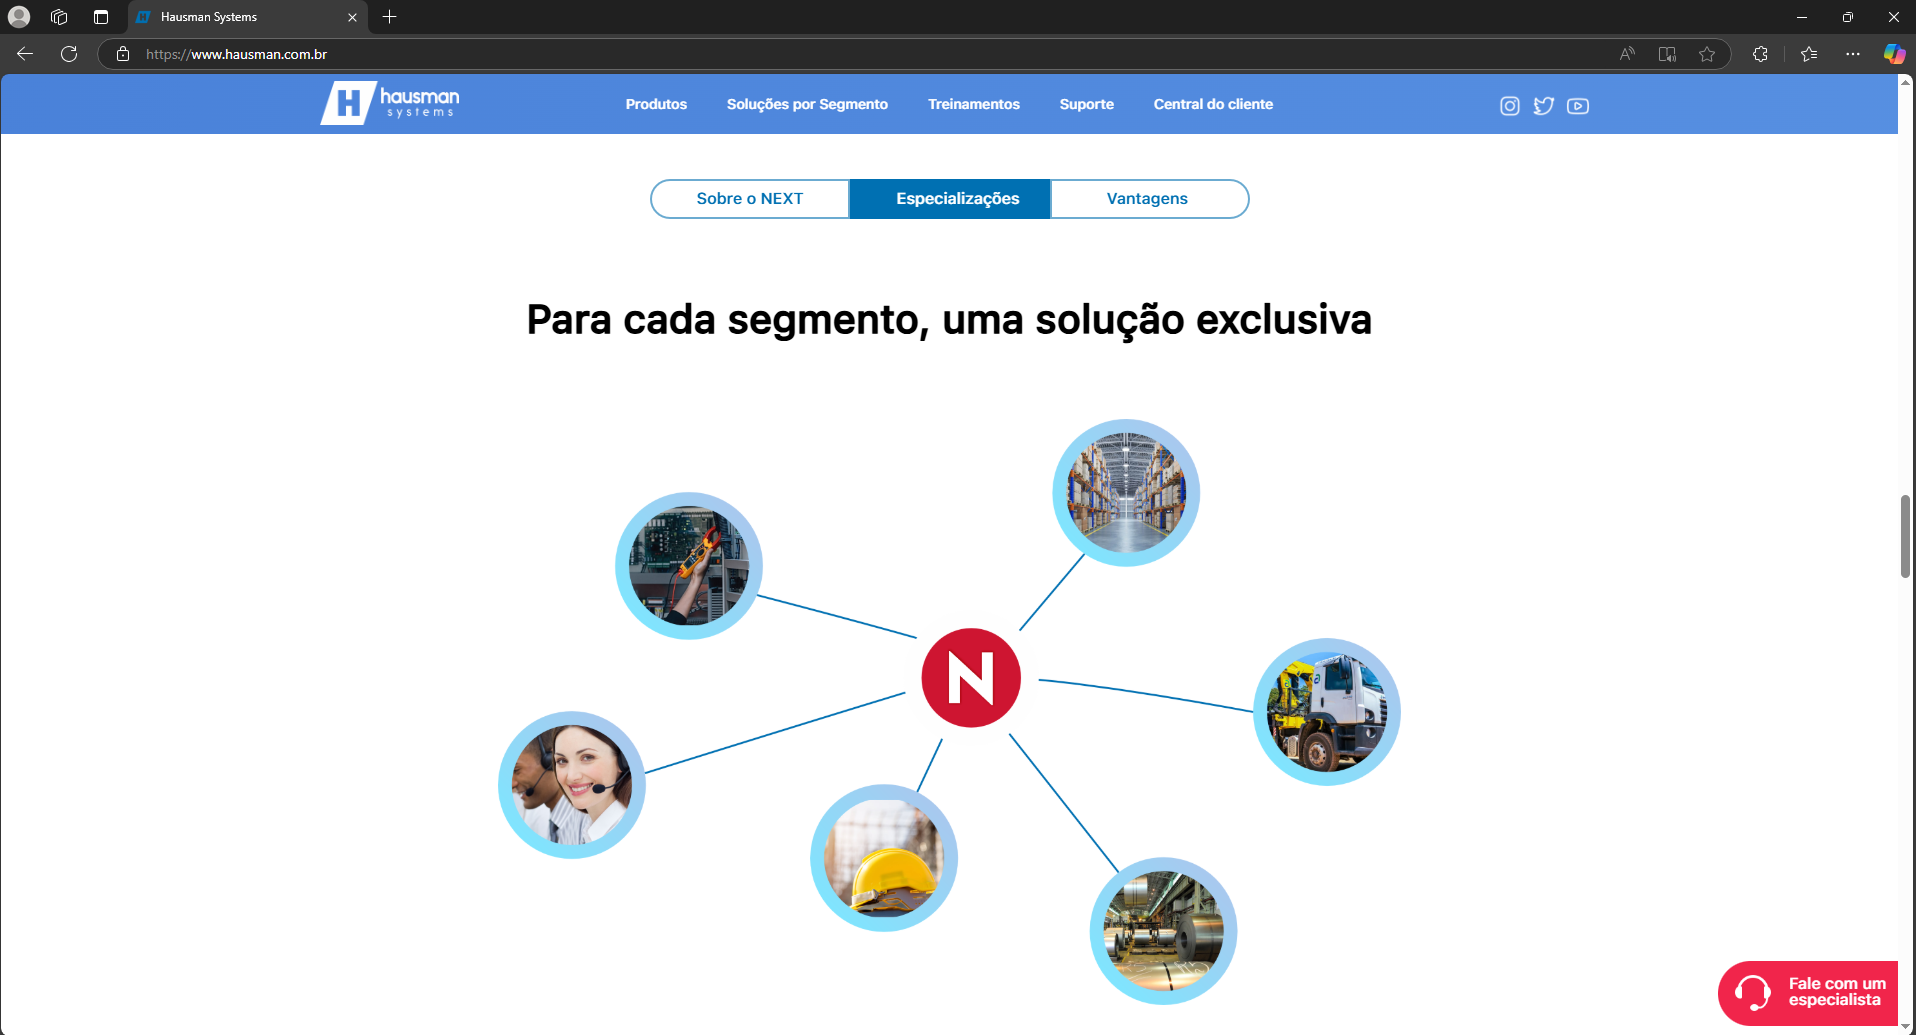 Hausman Systems
https://www.hausman.com.br
H hausman
systems
Produtos
Soluções por Segmento
Treinamentos
Suporte
Central do cliente
Sobre o NEXT
Especializações
Vantagens
Para cada segmento, uma solução exclusiva
N
Fale com um
especialista